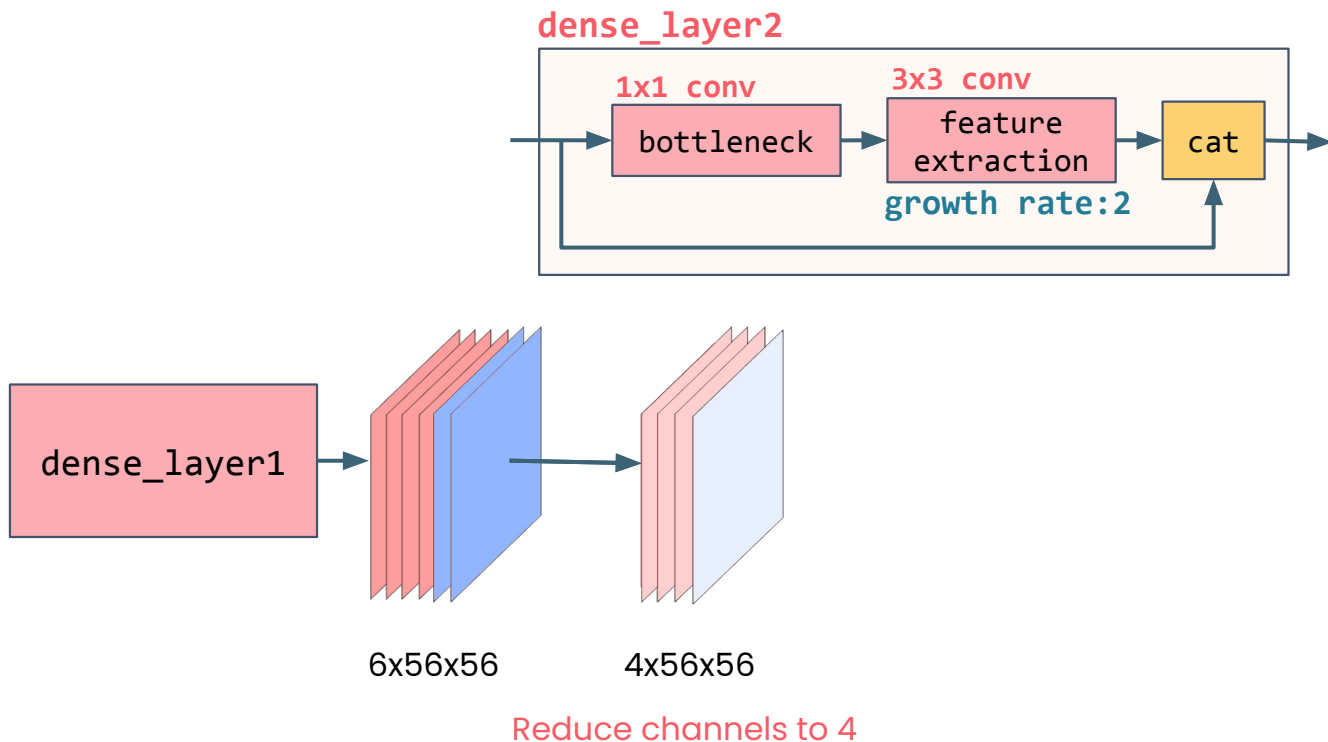 dense_layer2
1x1 conv
3x3 conv
bottleneck
feature
extraction
cat
growth rate:2
dense_layer1
6x56x56
4x56x56
Reduce channels to 4